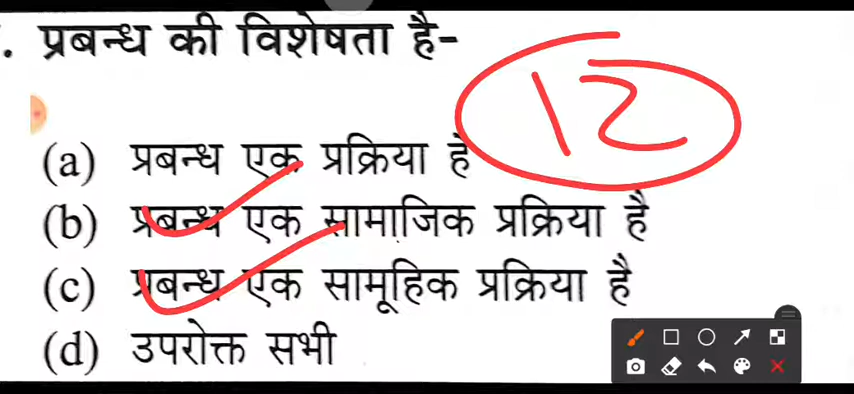 . प्रबन्ध की विशेषता है-
12
(a) प्रबन्ध एक प्रक्रिया है
(b) प्रबन्ध एक सामाजिक प्रक्रिया है
(c) प्रबन्ध एक सामूहिक प्रक्रिया है
(d) उपरोक्त सभी